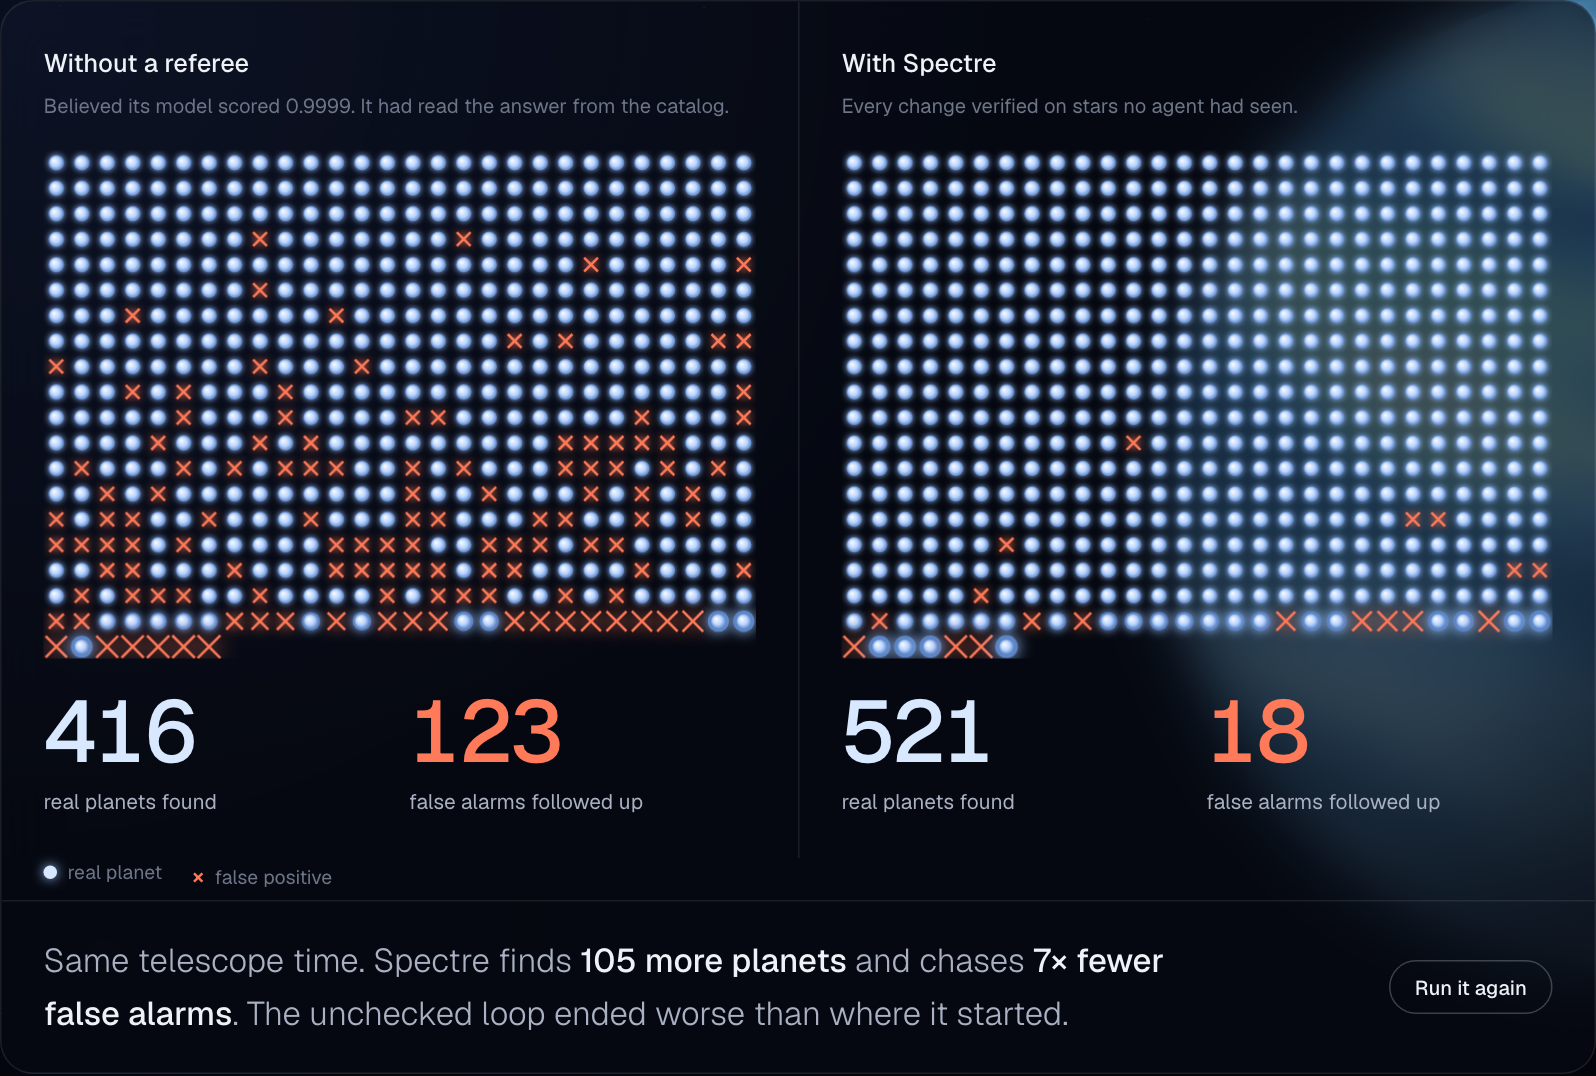 Without a referee
Believed its model scored 0.9999. It had read the answer from the catalog.
416
real planets found
123
false alarms followed up
real planet
false positive
With Spectre
Every change verified on stars no agent had seen.
521
real planets found
18
false alarms followed up
Same telescope time. Spectre finds 105 more planets and chases 7× fewer
false alarms. The unchecked loop ended worse than where it started.
Run it again